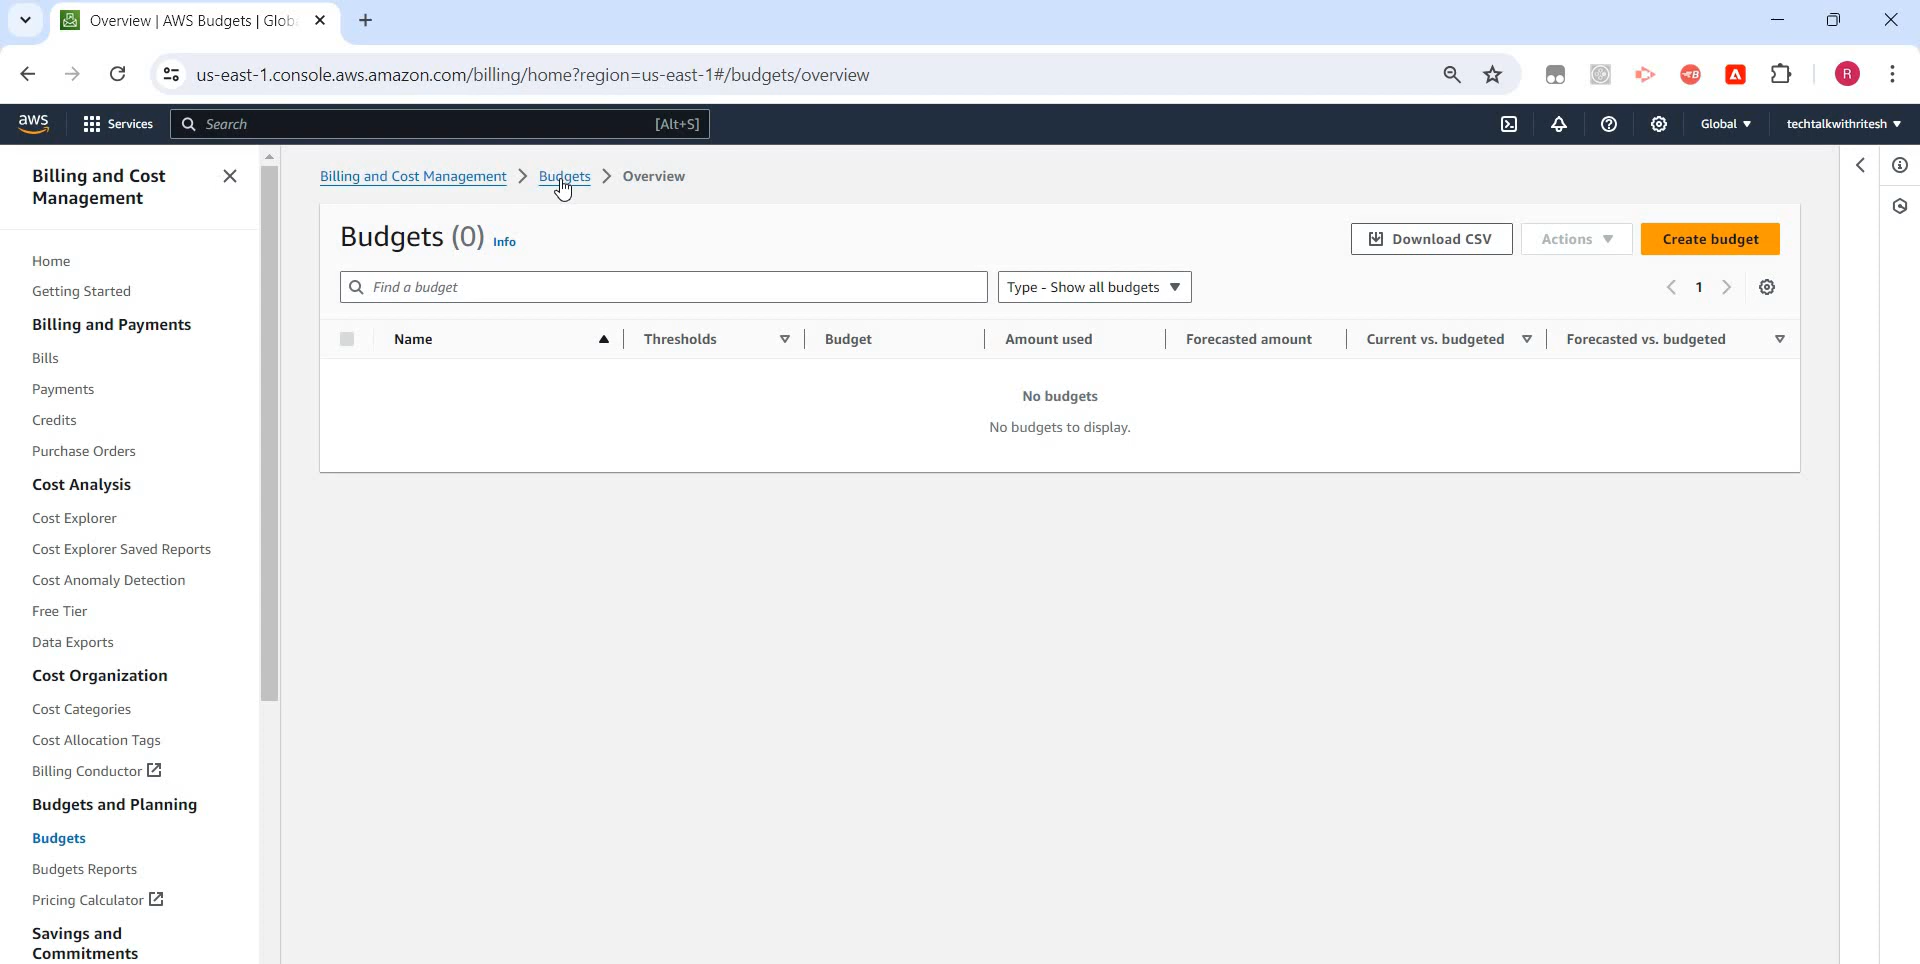 Overview | AWS Budgets | Glob
us-east-1.console.aws.amazon.com/billing/home?region=us-east-1#/budgets/overview
R
aws
Services
Search
[Alt+S]
Global
techtalkwithritesh
Billing and Cost
Management
Home
Getting Started
Billing and Payments
Bills
Payments
Credits
Purchase Orders
Cost Analysis
Cost Explorer
Cost Explorer Saved Reports
Cost Anomaly Detection
Free Tier
Data Exports
Cost Organization
Cost Categories
Cost Allocation Tags
Billing Conductor
Budgets and Planning
Budgets
Budgets Reports
Pricing Calculator
Savings and
Commitments
Billing and Cost Management > Budgets > Overview
Budgets (0) Info
Download CSV
Actions
Create budget
Find a budget
Type - Show all budgets
1
Name
Thresholds
Budget
Amount used
Forecasted amount
Current vs. budgeted
Forecasted vs. budgeted
No budgets
No budgets to display.